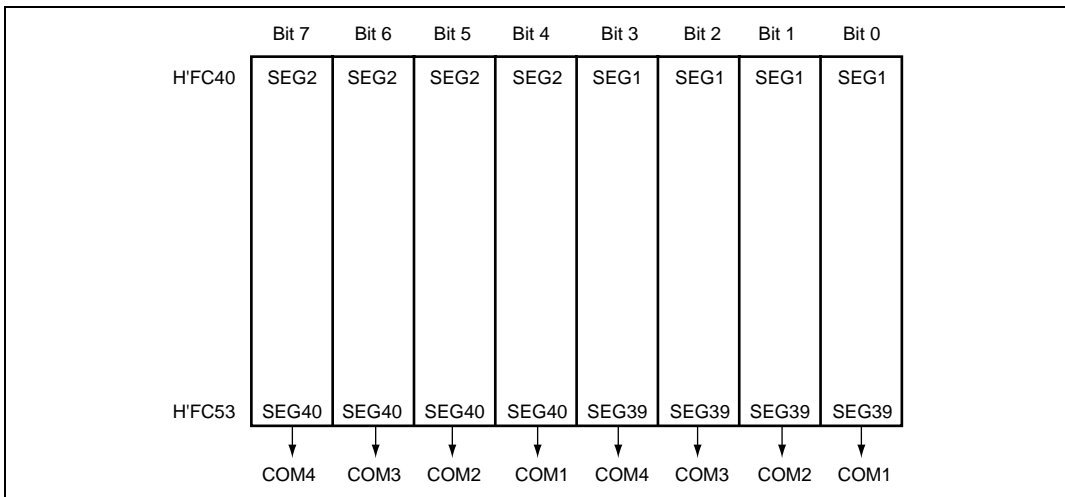 Bit 7 Bit 6 Bit 5 Bit 4 Bit 3 Bit 2 Bit 1 Bit 0
H'FC40 SEG2 SEG2 SEG2 SEG2 SEG1 SEG1 SEG1 SEG1
H'FC53 SEG40 SEG40 SEG40 SEG40 SEG39 SEG39 SEG39 SEG39
COM4 COM3 COM2 COM1 COM4 COM3 COM2 COM1